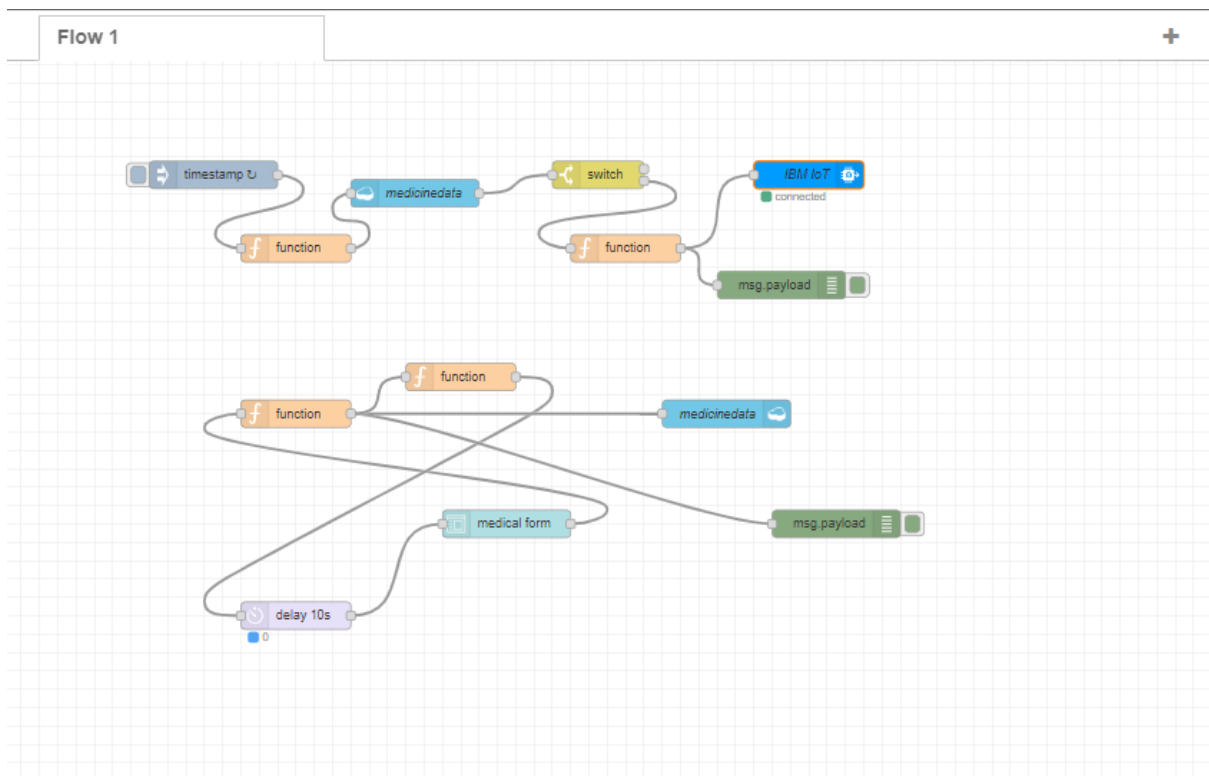 Flow 1
+
timestamp ↻
medicinedata
switch
IBM IoT
connected
function
function
msg.payload
function
function
medicinedata
medical form
msg.payload
delay 10s
0